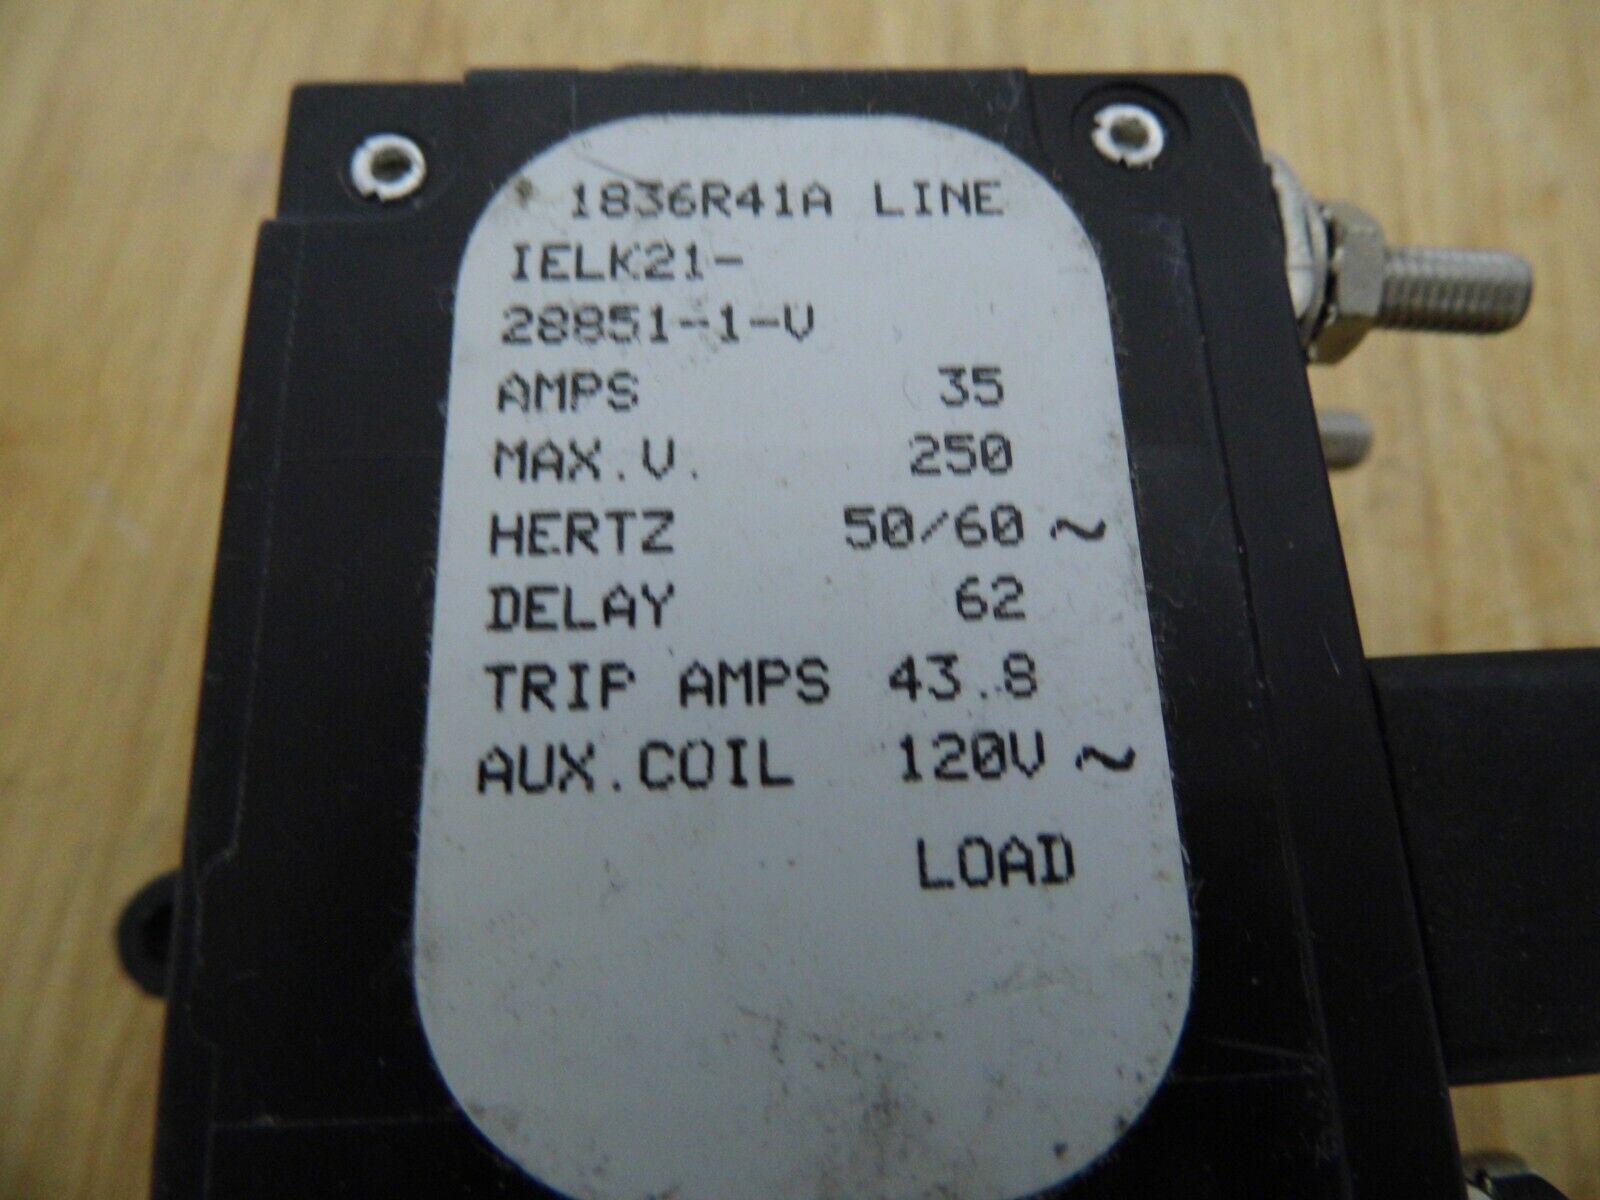 1836R41A LINE
IELK21-
28851-1-V
AMPS 35
MAX.V. 250
HERTZ 50/60 ~
DELAY 62
TRIP AMPS 43.8
AUX.COIL 120V ~
LOAD